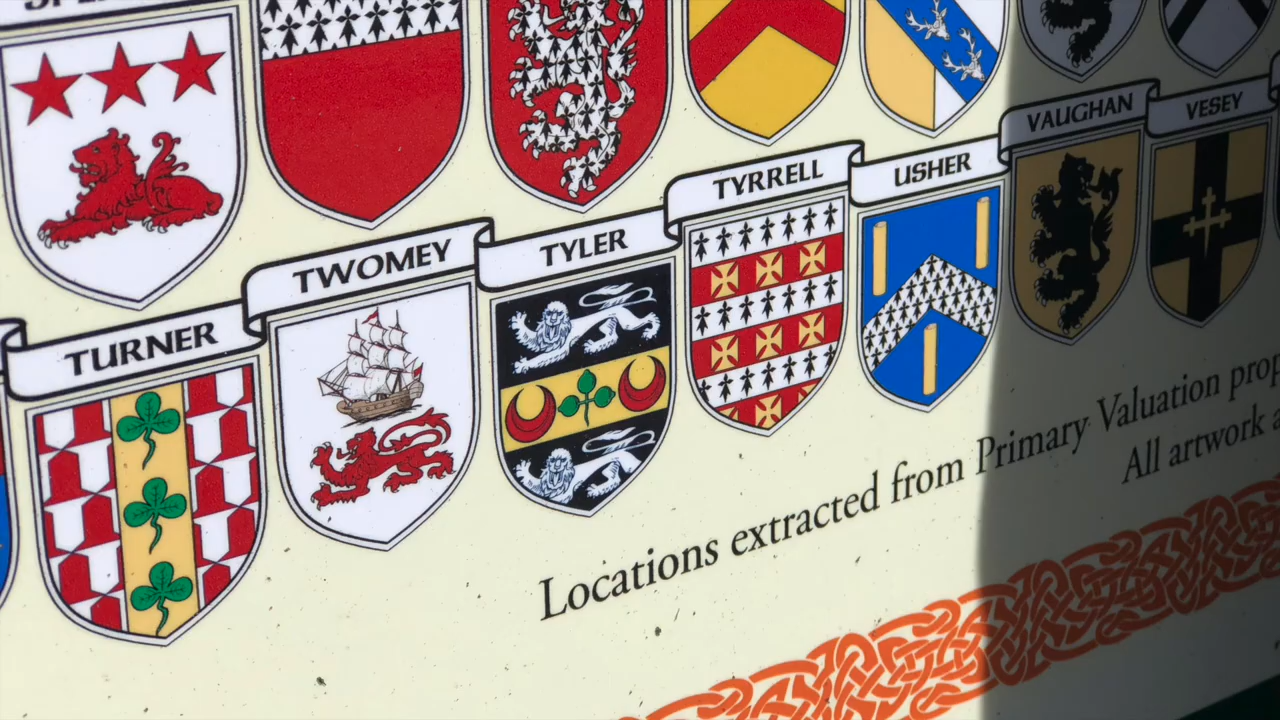 TURNER
TWOMEY
TYLER
TYRRELL
USHER
VAUGHAN
VESEY
Locations extracted from Primary Valuation
All artwork